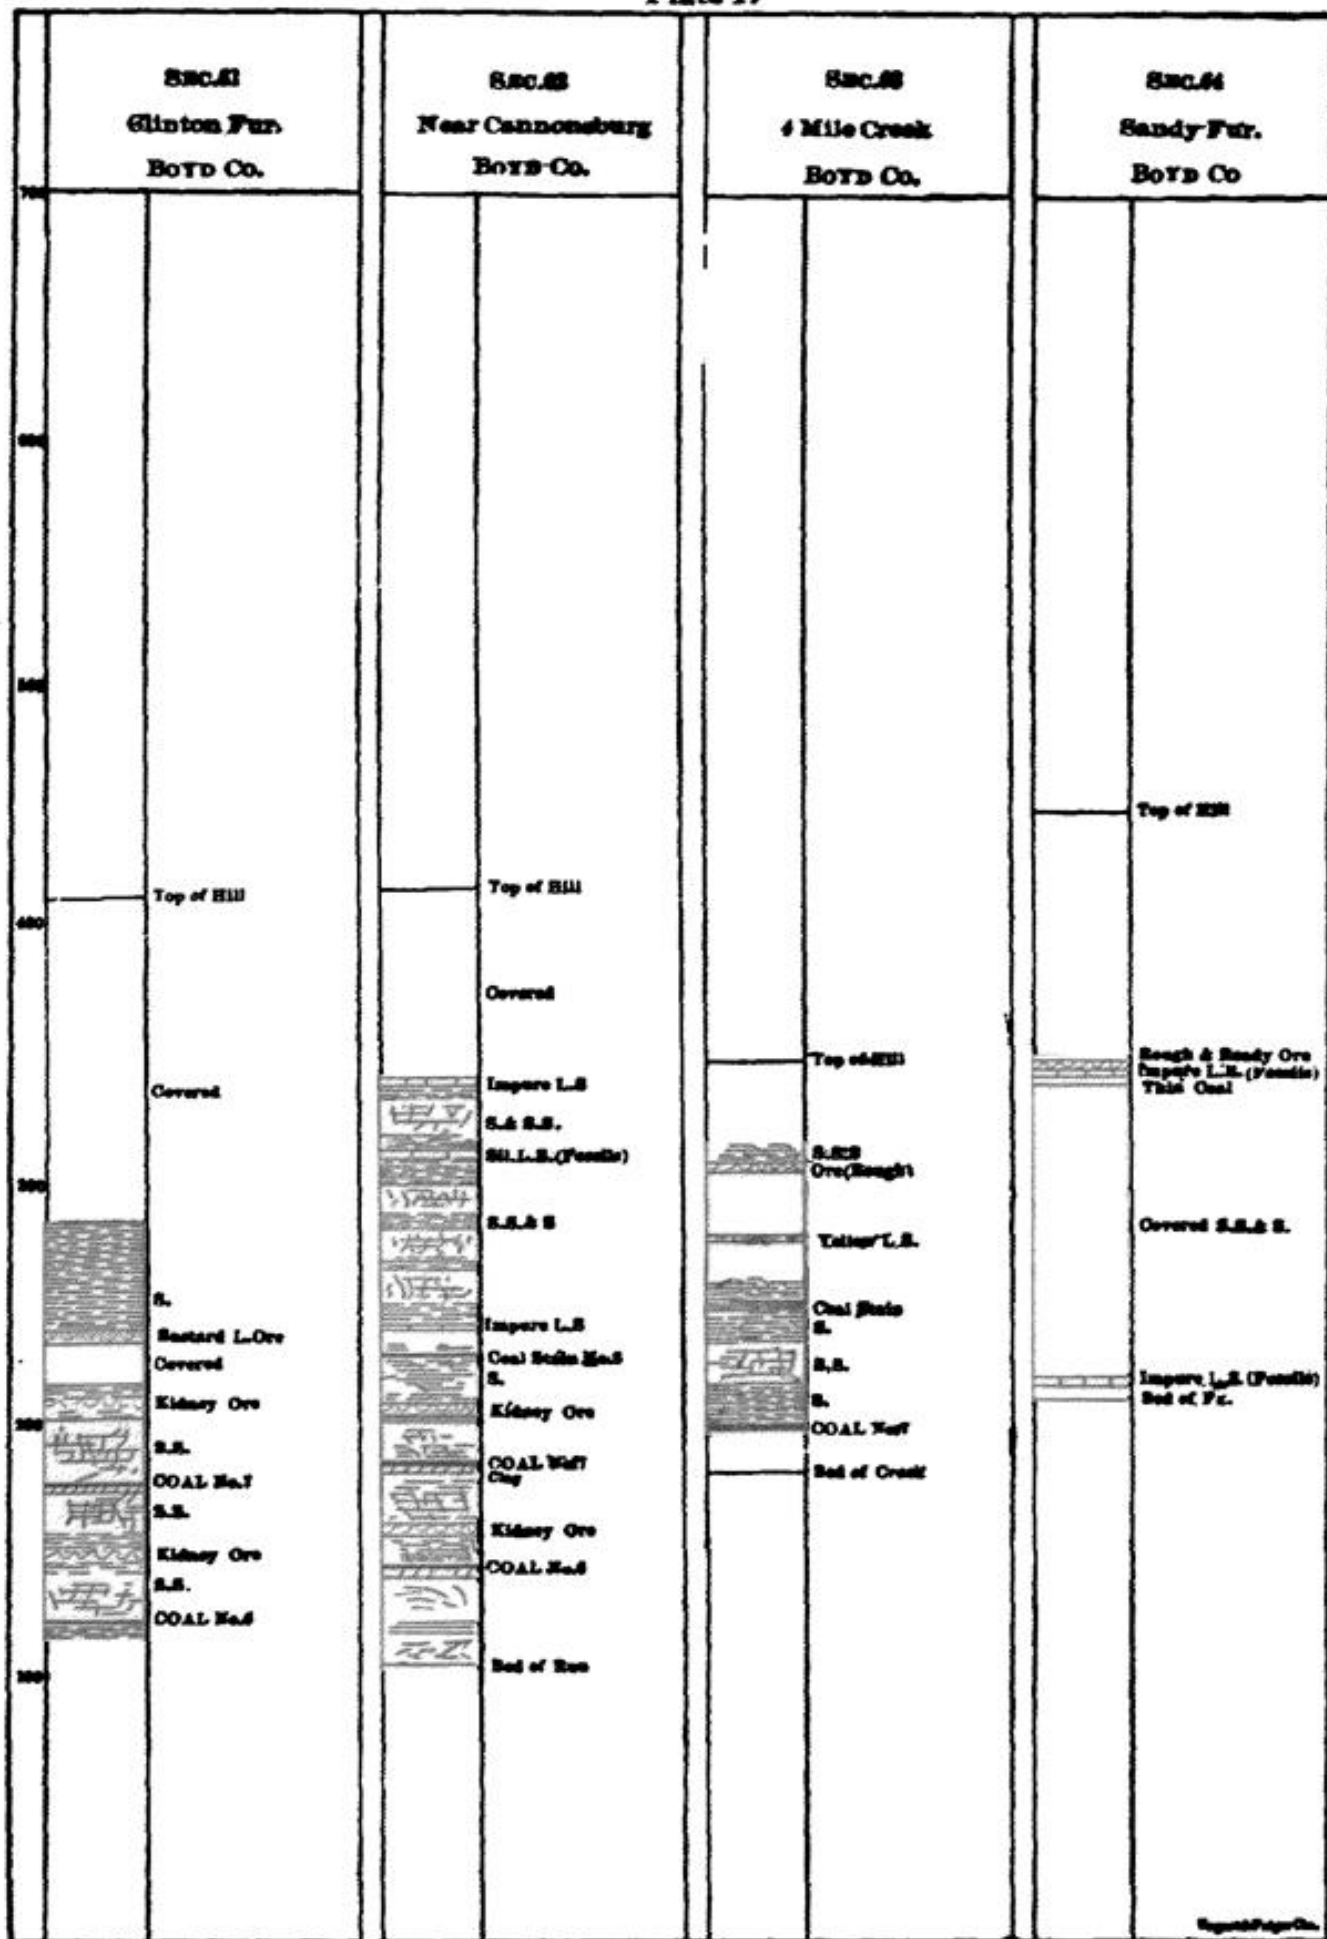 SEC.61
Clinton Fur.
BOYD Co.
700
600
500
400
300
200
100
Top of Hill
Covered
S.
Bastard L.Ore
Covered
Kidney Ore
S.S.
COAL No.7
S.S.
Kidney Ore
S.S.
COAL No.6
SEC.62
Near Cannonsburg
BOYD Co.
Top of Hill
Covered
Impure L.S
S.& S.S.
Sil.L.S.(Fossils)
S.S.& S
Impure L.S
Coal Stain No.8
S.
Kidney Ore
COAL No.7
Clay
Kidney Ore
COAL No.6
Bed of Run
SEC.63
4 Mile Creek
BOYD Co.
Top of Hill
S.S&S
Ore(Rough)
Yellow L.S.
Coal Stain
S.
S.S.
S.
COAL No.7
Bed of Creek
SEC.64
Sandy Fur.
BOYD Co
Top of Hill
Rough & Ready Ore
Impure L.S.(Fossils)
Thin Coal
Covered S.S.& S.
Impure L.S.(Fossils)
Bed of Fr.